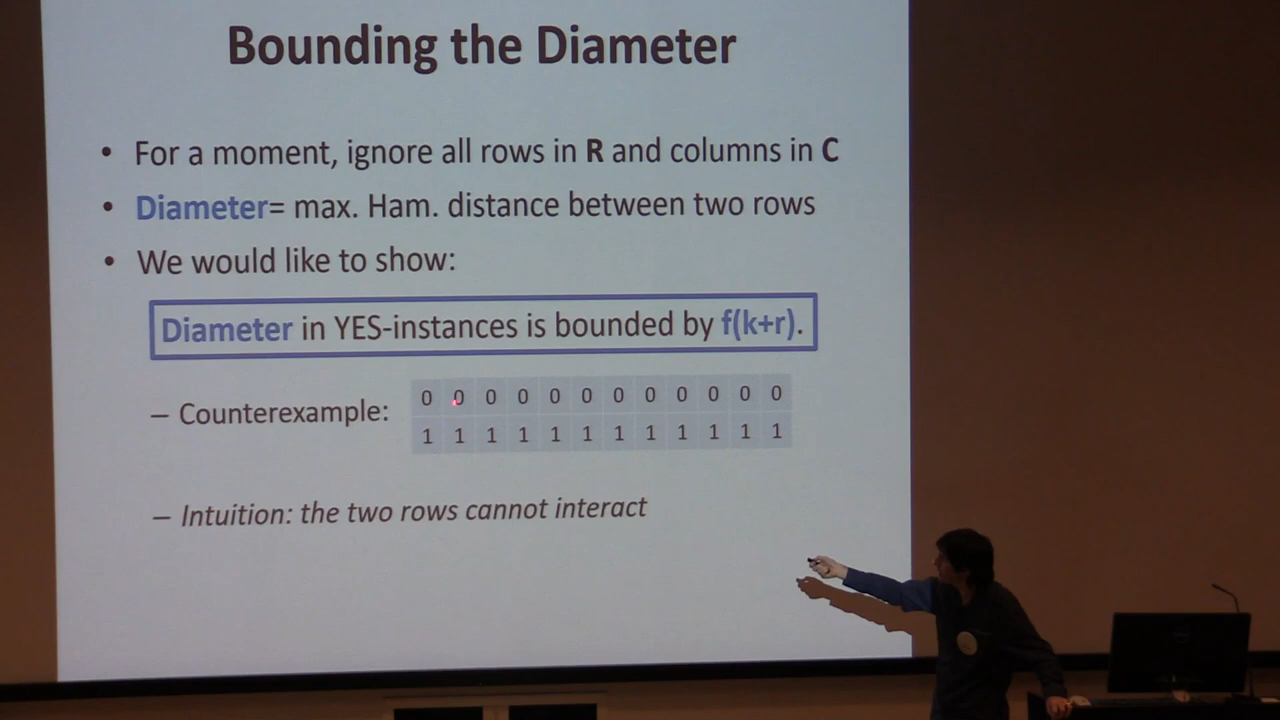 Bounding the Diameter
• For a moment, ignore all rows in R and columns in C
• Diameter= max. Ham. distance between two rows
• We would like to show:
Diameter in YES-instances is bounded by f(k+r).
– Counterexample:
0 0 0 0 0 0 0 0 0 0 0 0
1 1 1 1 1 1 1 1 1 1 1 1
– Intuition: the two rows cannot interact